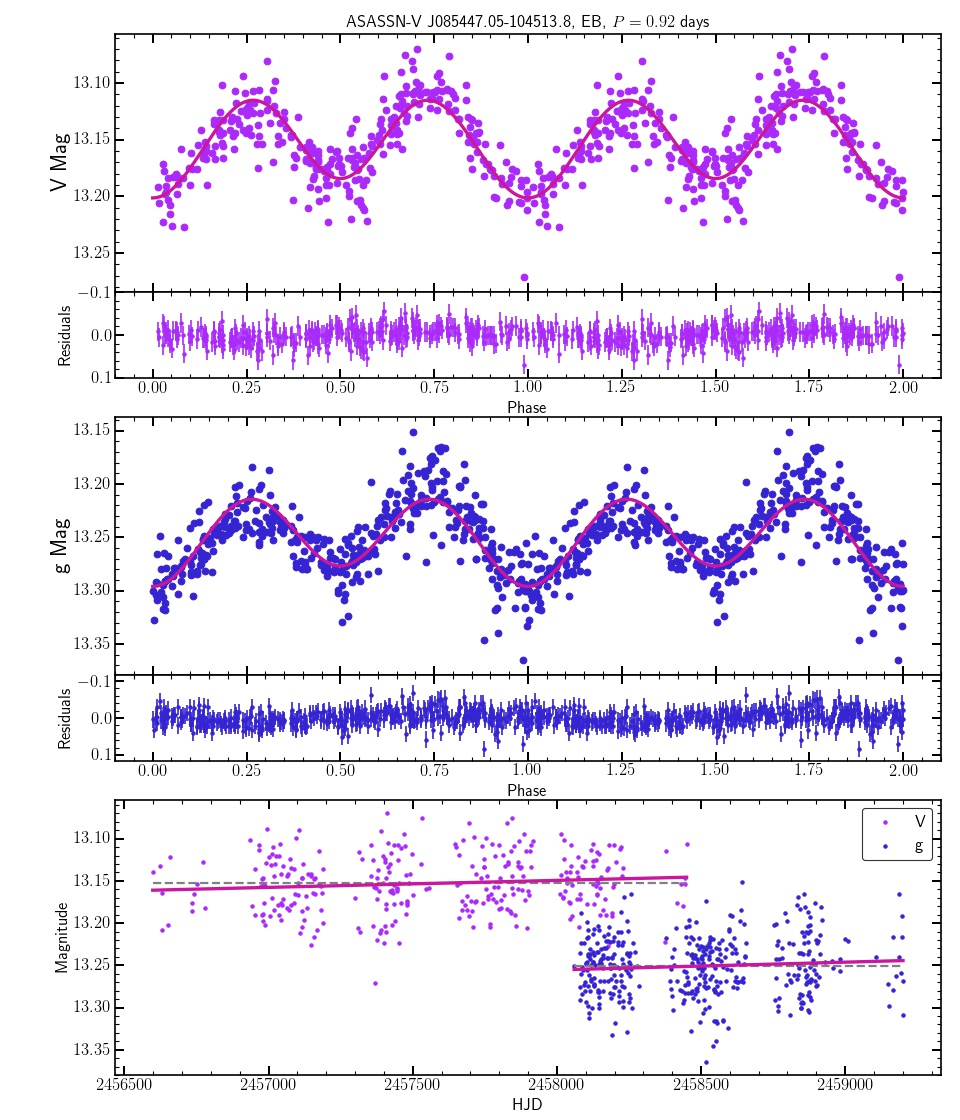 ASASSN-V J085447.05-104513.8, EB, P = 0.92 days
13.10
13.15
13.20
13.25
V Mag
−0.1
0.0
0.1
Residuals
0.00 0.25 0.50 0.75 1.00 1.25 1.50 1.75 2.00
Phase
13.15
13.20
13.25
13.30
13.35
g Mag
−0.1
0.0
0.1
Residuals
0.00 0.25 0.50 0.75 1.00 1.25 1.50 1.75 2.00
Phase
V
g
13.10
13.15
13.20
13.25
13.30
13.35
Magnitude
2456500 2457000 2457500 2458000 2458500 2459000
HJD